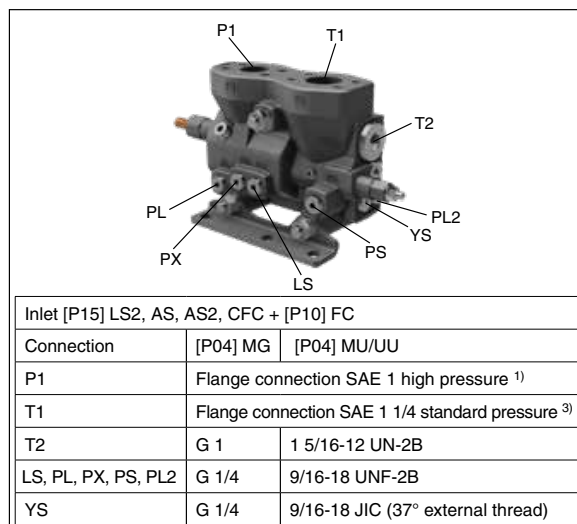 P1
T1
T2
PL
PL2
YS
PX
PS
LS
Inlet [P15] LS2, AS, AS2, CFC + [P10] FC
Connection [P04] MG [P04] MU/UU
P1 Flange connection SAE 1 high pressure 1)
T1 Flange connection SAE 1 1/4 standard pressure 3)
T2 G 1 1 5/16-12 UN-2B
LS, PL, PX, PS, PL2 G 1/4 9/16-18 UNF-2B
YS G 1/4 9/16-18 JIC (37° external thread)